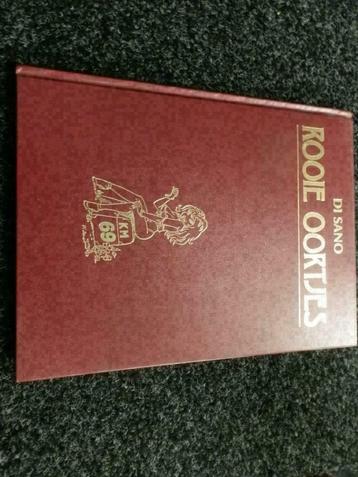 DI SANO
ROOIE OORTJES
KM
69